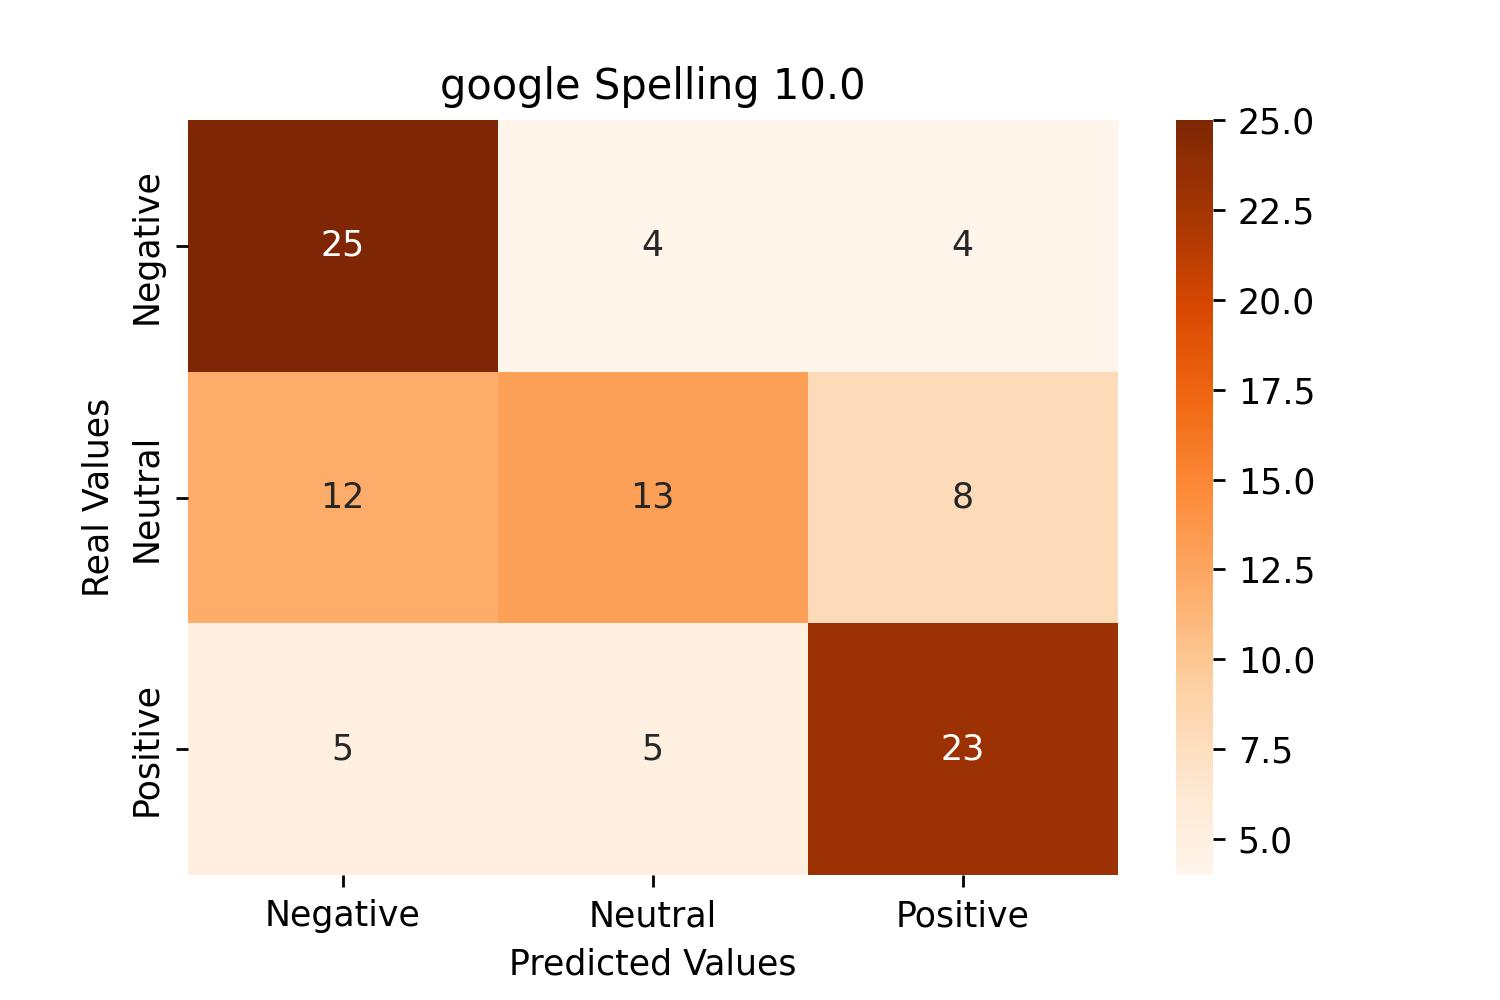 google Spelling 10.0
Real Values
Negative
25 4 4
Neutral
12 13 8
Positive
5 5 23
Negative Neutral Positive
Predicted Values
25.0
22.5
20.0
17.5
15.0
12.5
10.0
7.5
5.0